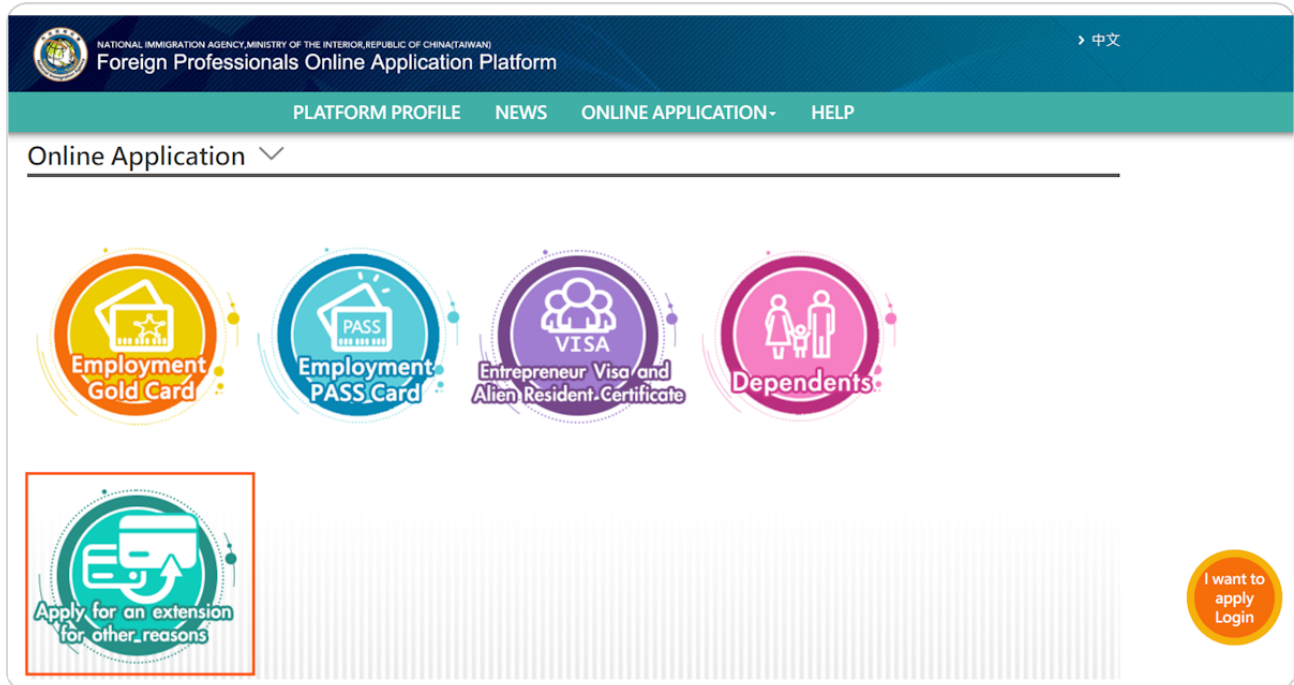 NATIONAL IMMIGRATION AGENCY,MINISTRY OF THE INTERIOR,REPUBLIC OF CHINA(TAIWAN)
Foreign Professionals Online Application Platform
中文
PLATFORM PROFILE NEWS ONLINE APPLICATION HELP
Online Application
Employment
Gold Card
PASS
Employment
PASS Card
VISA
Entrepreneur Visa and
Alien Resident Certificate
Dependents
Apply for an extension
for other reasons
I want to
apply
Login